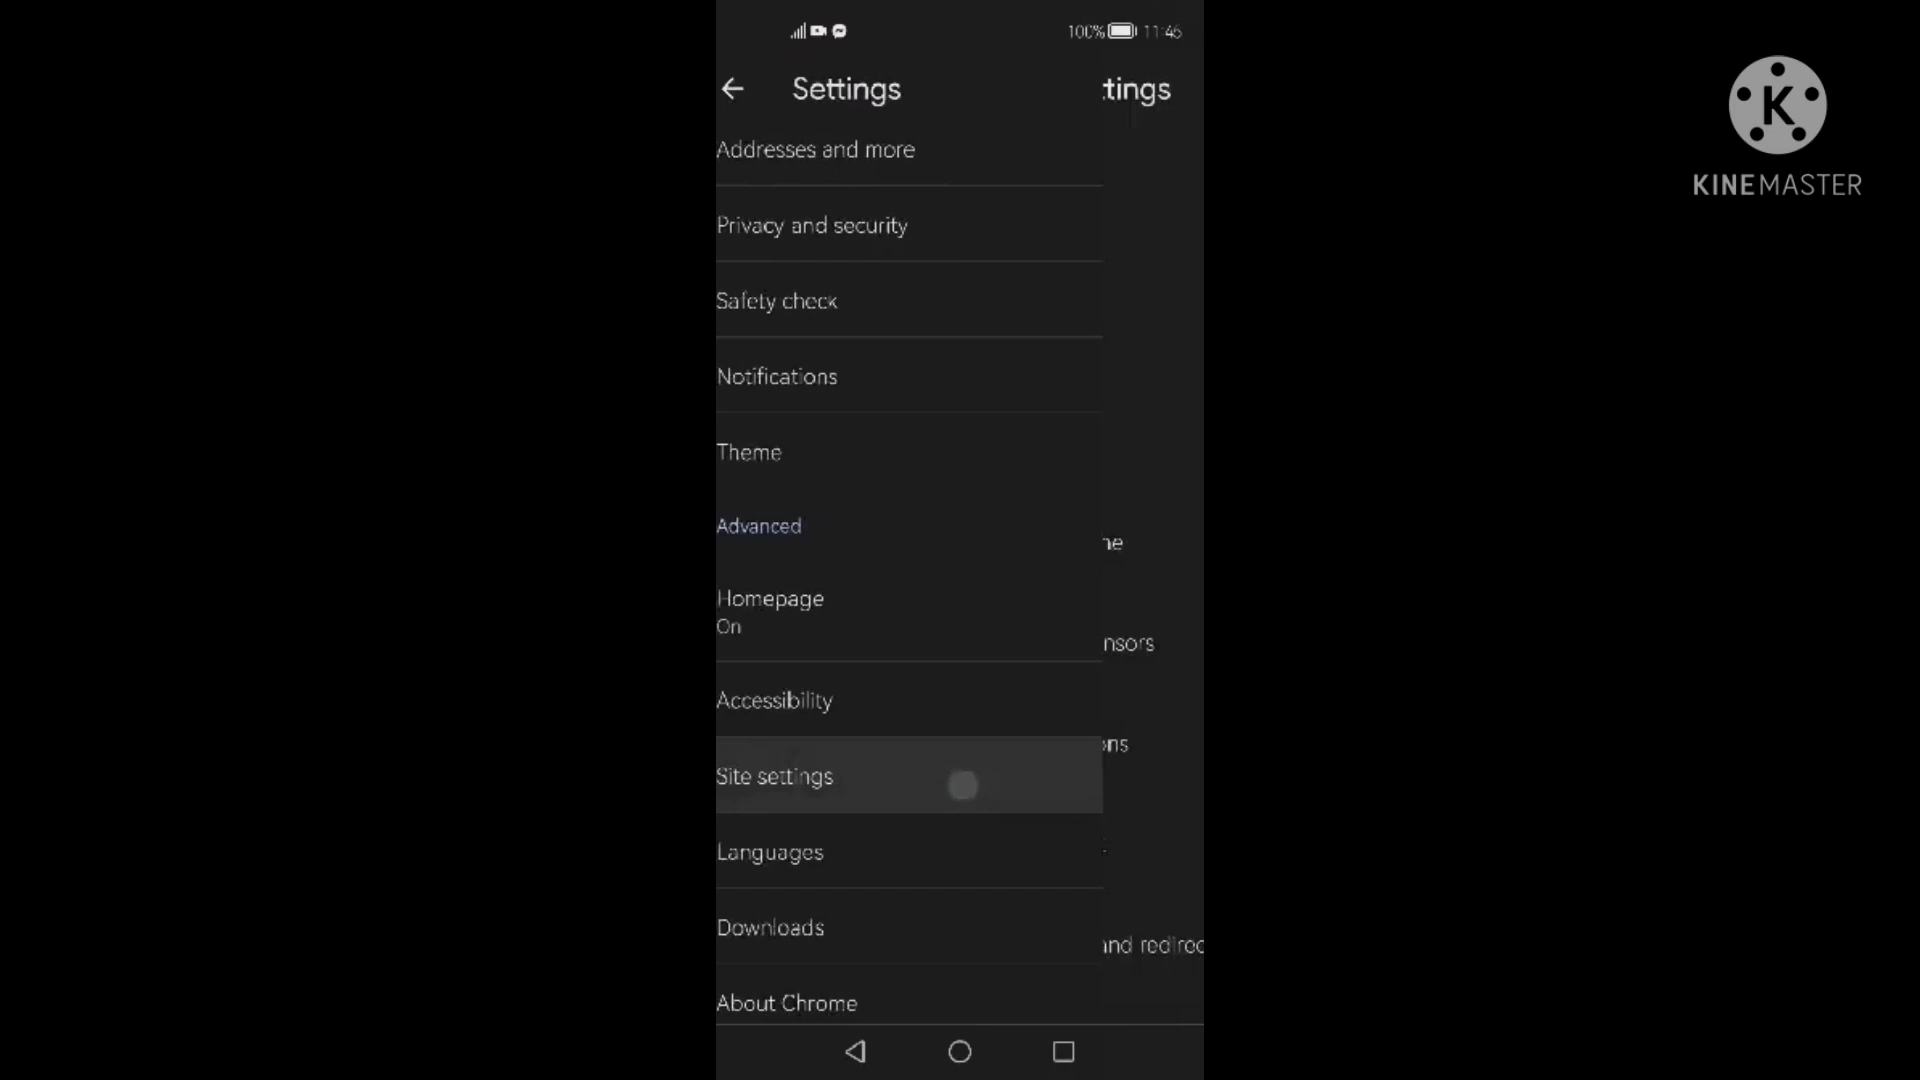 100% 11:46
Settings
tings
Addresses and more
Privacy and security
Safety check
Notifications
Theme
Advanced
ne
Homepage
On
nsors
Accessibility
ons
Site settings
Languages
Downloads
and redirec
About Chrome
K
KINEMASTER